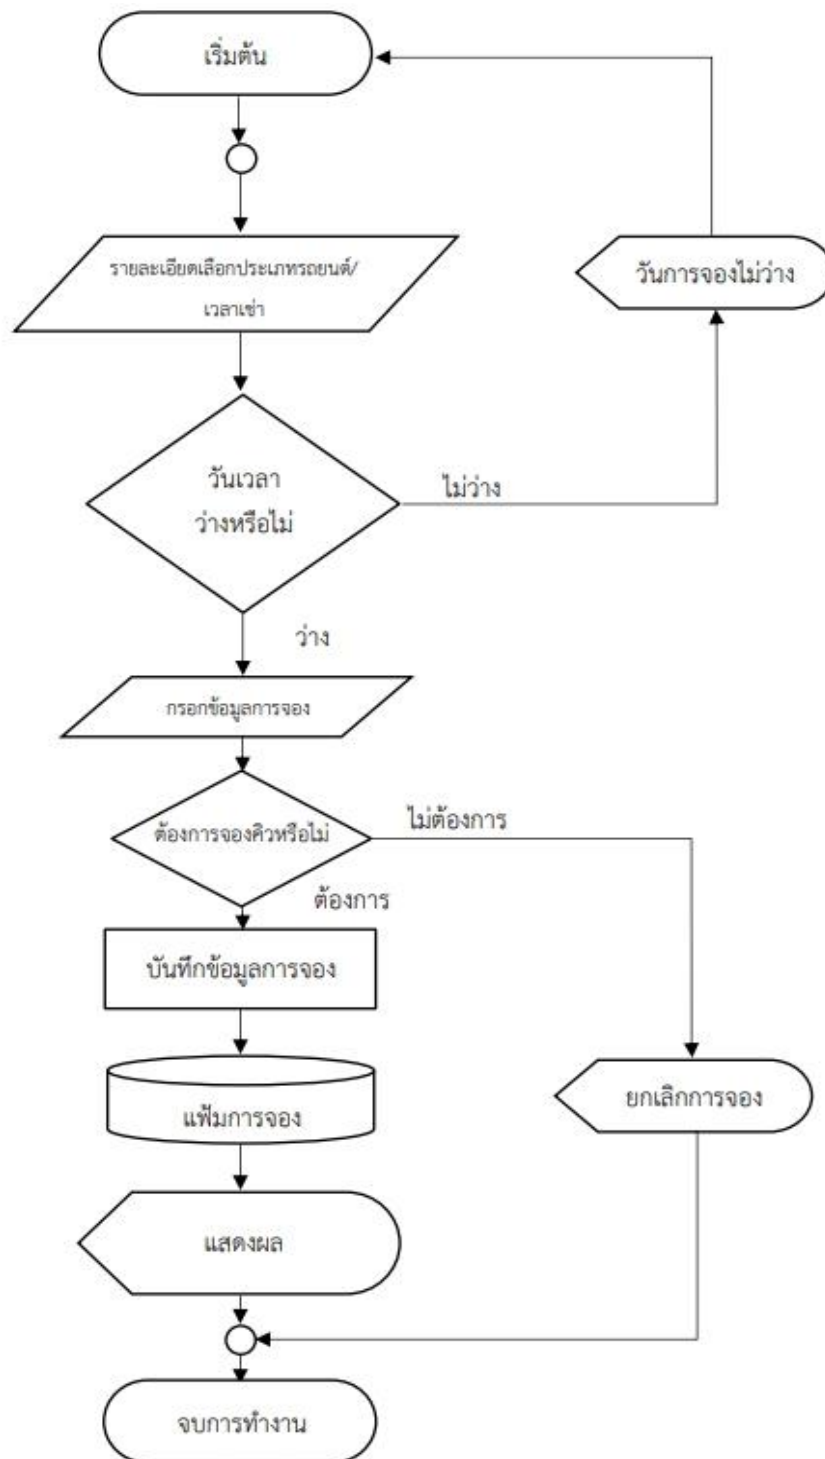 เริ่มต้น
รายละเอียดเลือกประเภทรถยนต์/
เวลาเช่า
วันการจองไม่ว่าง
วันเวลา
ว่างหรือไม่
ไม่ว่าง
ว่าง
กรอกข้อมูลการจอง
ต้องการจองคิวหรือไม่
ไม่ต้องการ
ต้องการ
บันทึกข้อมูลการจอง
แฟ้มการจอง
ยกเลิกการจอง
แสดงผล
จบการทำงาน